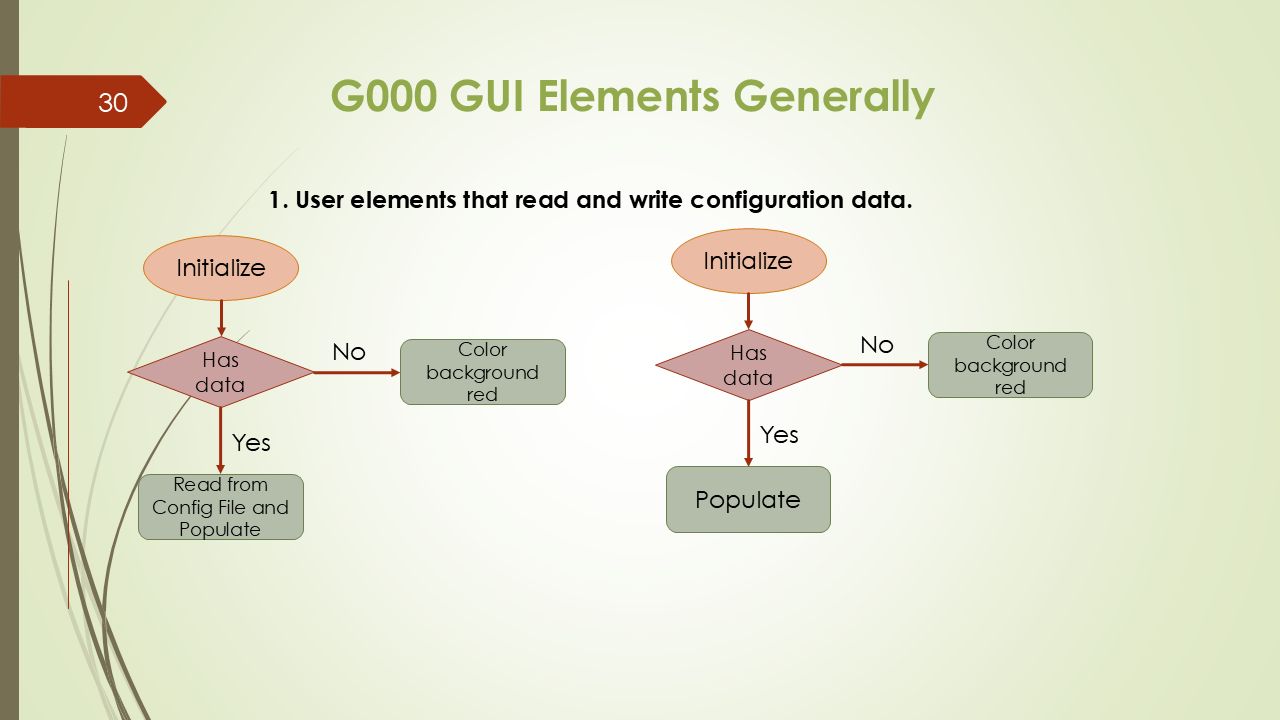 30
G000 GUI Elements Generally
1. User elements that read and write configuration data.
Initialize
Has
data
No
Color
background
red
Yes
Read from
Config File and
Populate
Initialize
Has
data
No
Color
background
red
Yes
Populate